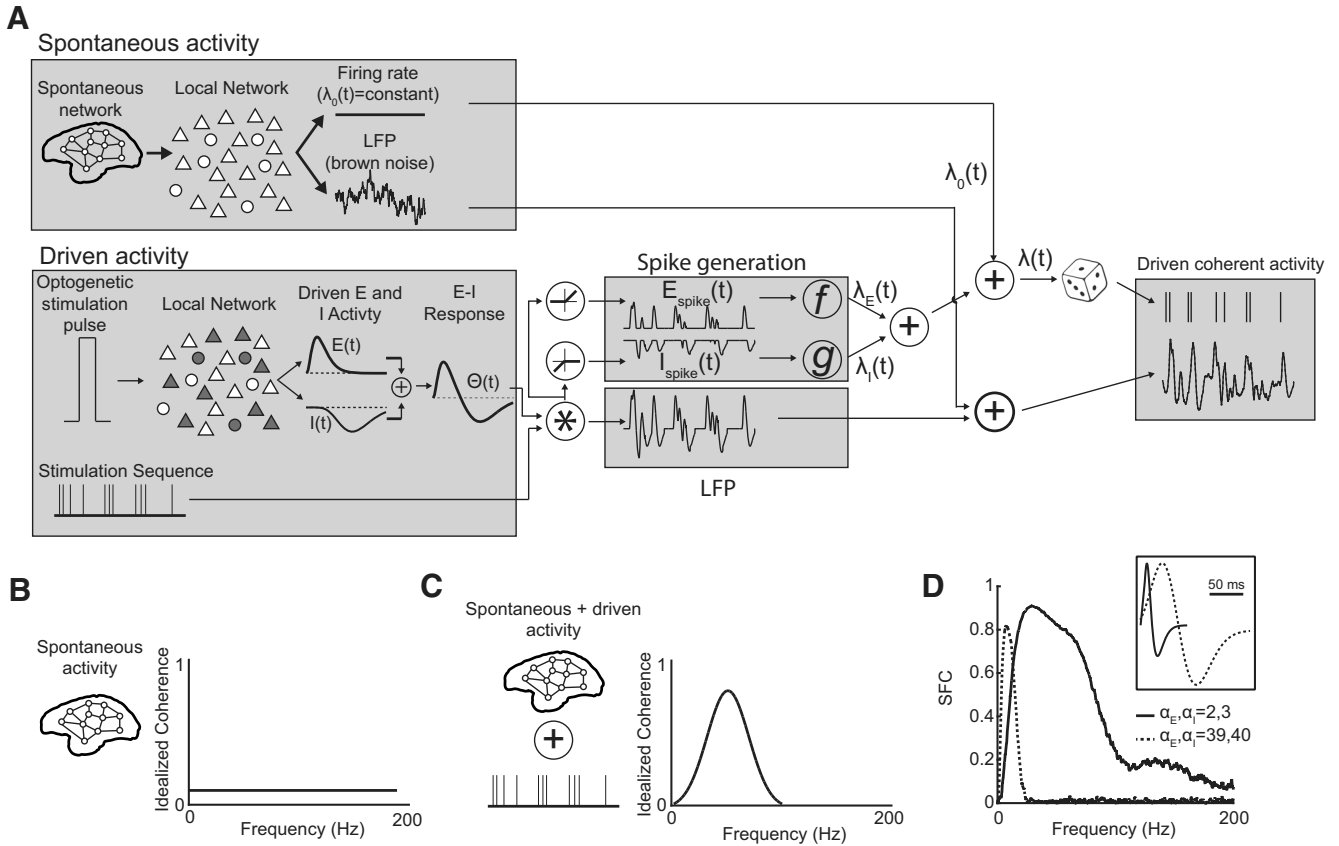 A
Spontaneous activity
Spontaneous
network
Local Network
Firing rate
(λ0(t)=constant)
LFP
(brown noise)
λ0(t)
Driven activity
Optogenetic
stimulation
pulse
Local Network
Driven E and
I Activty
E(t)
I(t)
+
E-I
Response
Θ(t)
*
Stimulation Sequence
Spike generation
Espike(t)
Ispike(t)
f
g
λE(t)
λI(t)
+
LFP
+
λ(t)
+
Driven coherent activity
B
Spontaneous
activity
Idealized Coherence
1
0
0
200
Frequency (Hz)
C
Spontaneous + driven
activity
+
Idealized Coherence
1
0
0
200
Frequency (Hz)
D
SFC
1
0.8
0.6
0.4
0.2
0
0
100
200
Frequency (Hz)
50 ms
αE,αI=2,3
αE,αI=39,40